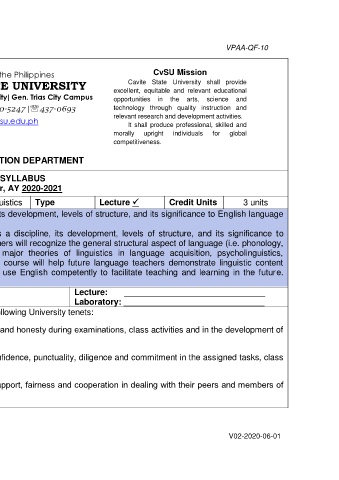 VPAA-QF-10
the Philippines
E UNIVERSITY
ity) Gen. Trias City Campus
0-5247 |☏437-0693
su.edu.ph
CvSU Mission
Cavite State University shall provide
excellent, equitable and relevant educational
opportunities in the arts, science and
technology through quality instruction and
relevant research and development activities.
It shall produce professional, skilled and
morally upright individuals for global
competitiveness.
TION DEPARTMENT
SYLLABUS
r, AY 2020-2021
uistics Type Lecture ✓ Credit Units 3 units
its development, levels of structure, and its significance to English language
s a discipline, its development, levels of structure, and its significance to
hers will recognize the general structural aspect of language (i.e. phonology,
major theories of linguistics in language acquisition, psycholinguistics,
course will help future language teachers demonstrate linguistic content
use English competently to facilitate teaching and learning in the future.
Lecture:
Laboratory:
llowing University tenets:
and honesty during examinations, class activities and in the development of
nfidence, punctuality, diligence and commitment in the assigned tasks, class
upport, fairness and cooperation in dealing with their peers and members of
V02-2020-06-01